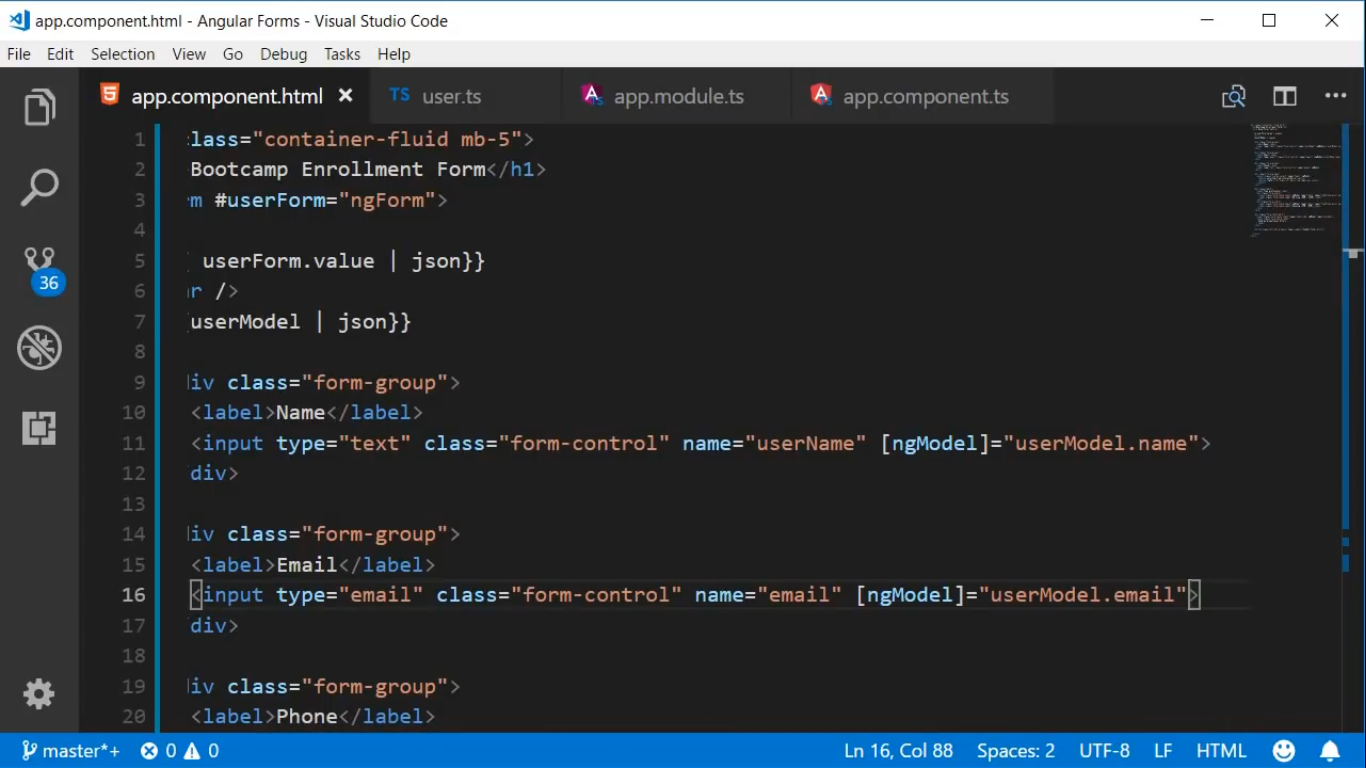 app.component.html - Angular Forms - Visual Studio Code
File Edit Selection View Go Debug Tasks Help
app.component.html user.ts app.module.ts app.component.ts
1 lass="container-fluid mb-5">
2 Bootcamp Enrollment Form</h1>
3 m #userForm="ngForm">
4
5 userForm.value | json}}
6 r />
7 userModel | json}}
8
9 div class="form-group">
10 <label>Name</label>
11 <input type="text" class="form-control" name="userName" [ngModel]="userModel.name">
12 div>
13
14 div class="form-group">
15 <label>Email</label>
16 <input type="email" class="form-control" name="email" [ngModel]="userModel.email">
17 div>
18
19 div class="form-group">
20 <label>Phone</label>
36
master*+ 0 0 Ln 16, Col 88 Spaces: 2 UTF-8 LF HTML